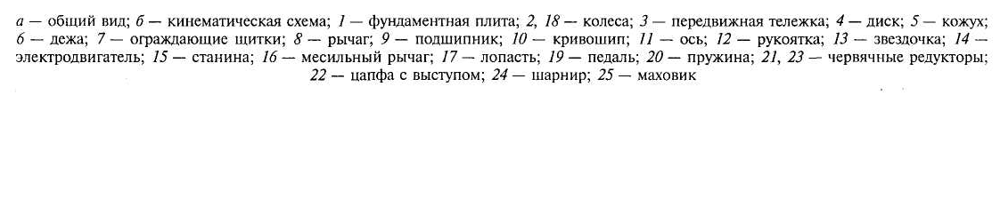 а — общий вид; б — кинематическая схема; 1 — фундаментная плита; 2, 18 — колеса; 3 — передвижная тележка; 4 — диск; 5 — кожух;
6 — дежа; 7 — ограждающие щитки; 8 — рычаг; 9 — подшипник; 10 — кривошип; 11 — ось; 12 — рукоятка; 13 — звездочка; 14 —
электродвигатель; 15 — станина; 16 — месильный рычаг; 17 — лопасть; 19 — педаль; 20 — пружина; 21, 23 — червячные редукторы;
22 — цапфа с выступом; 24 — шарнир; 25 — маховик